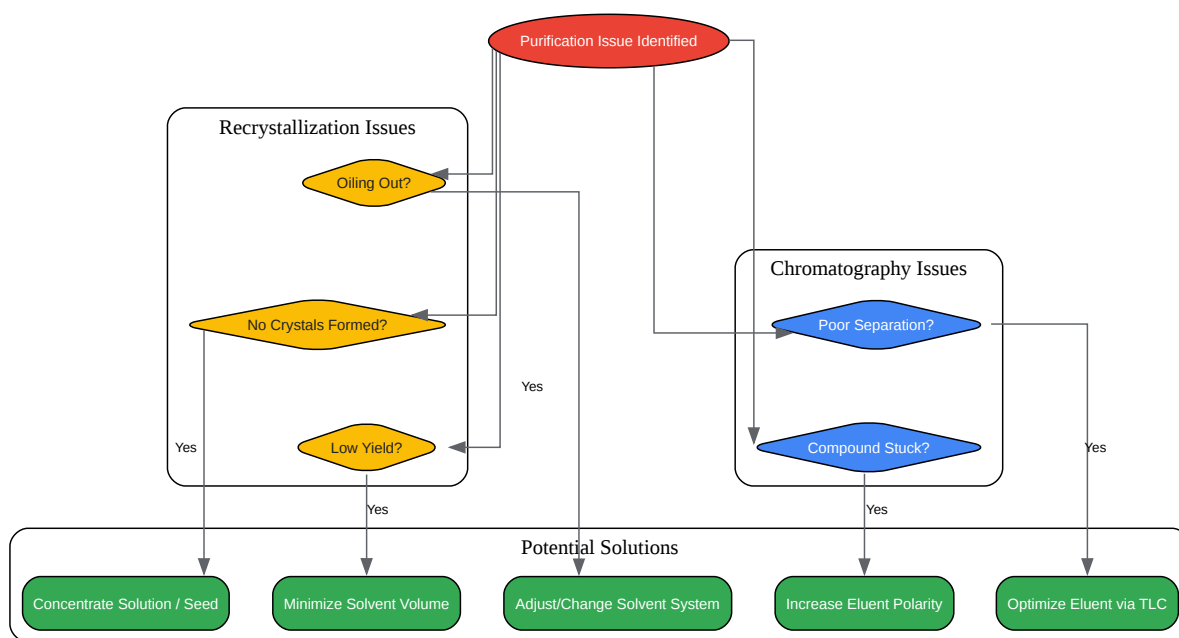 Purification Issue Identified
Recrystallization Issues
Oiling Out?
Chromatography Issues
No Crystals Formed?
Poor Separation?
Yes
Low Yield?
Compound Stuck?
Yes
Yes
Yes
Yes
Potential Solutions
Concentrate Solution / Seed
Minimize Solvent Volume
Adjust/Change Solvent System
Increase Eluent Polarity
Optimize Eluent via TLC